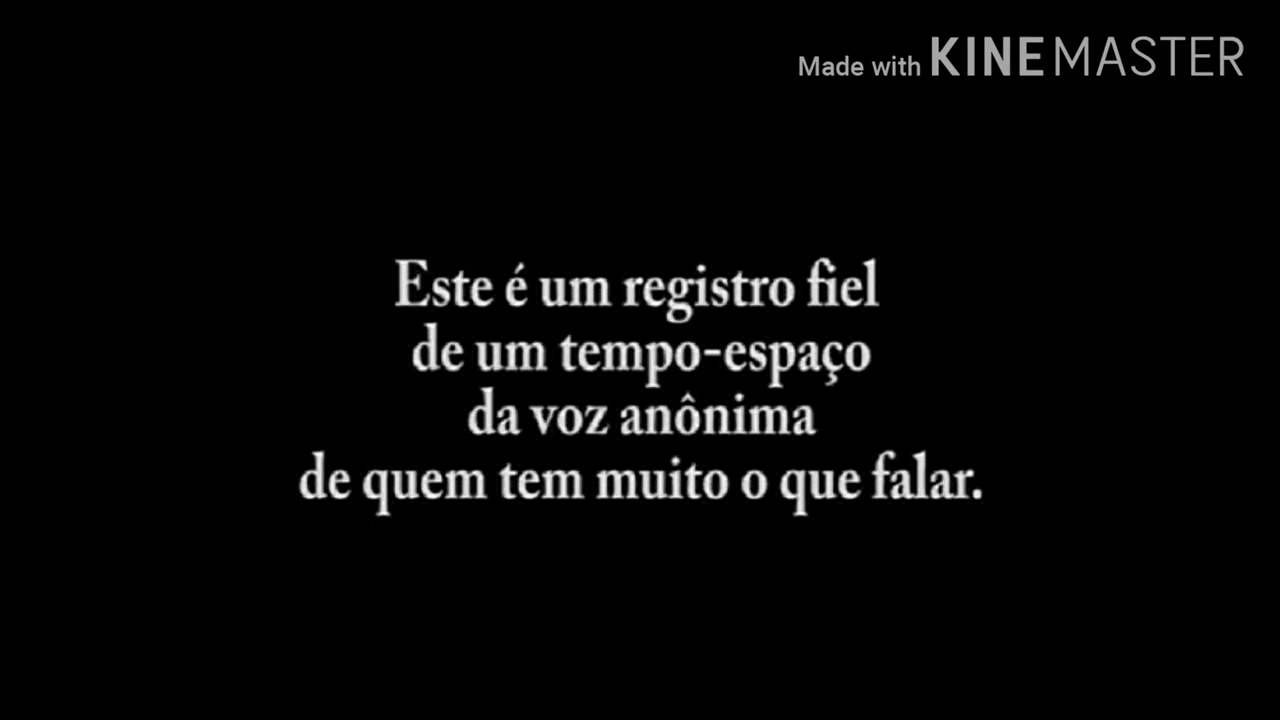 Made with KINEMASTER
Este é um registro fiel
de um tempo-espaço
da voz anônima
de quem tem muito o que falar.